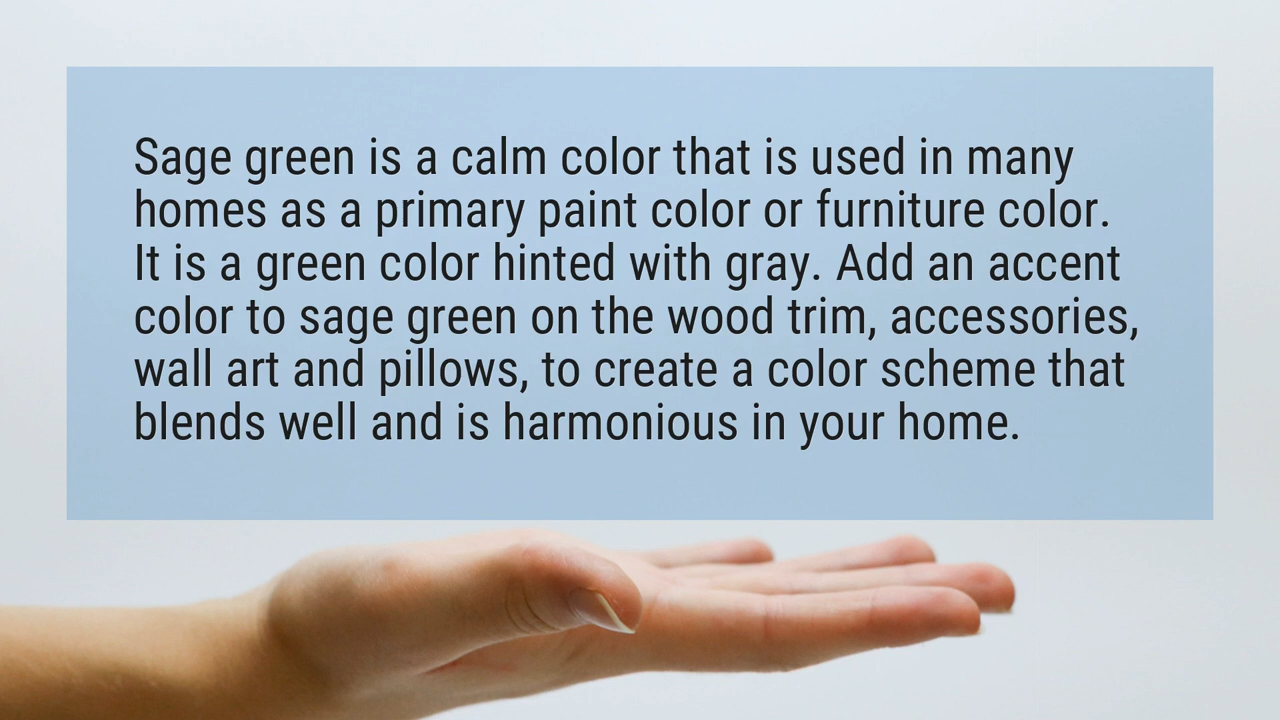 Sage green is a calm color that is used in many
homes as a primary paint color or furniture color.
It is a green color hinted with gray. Add an accent
color to sage green on the wood trim, accessories,
wall art and pillows, to create a color scheme that
blends well and is harmonious in your home.